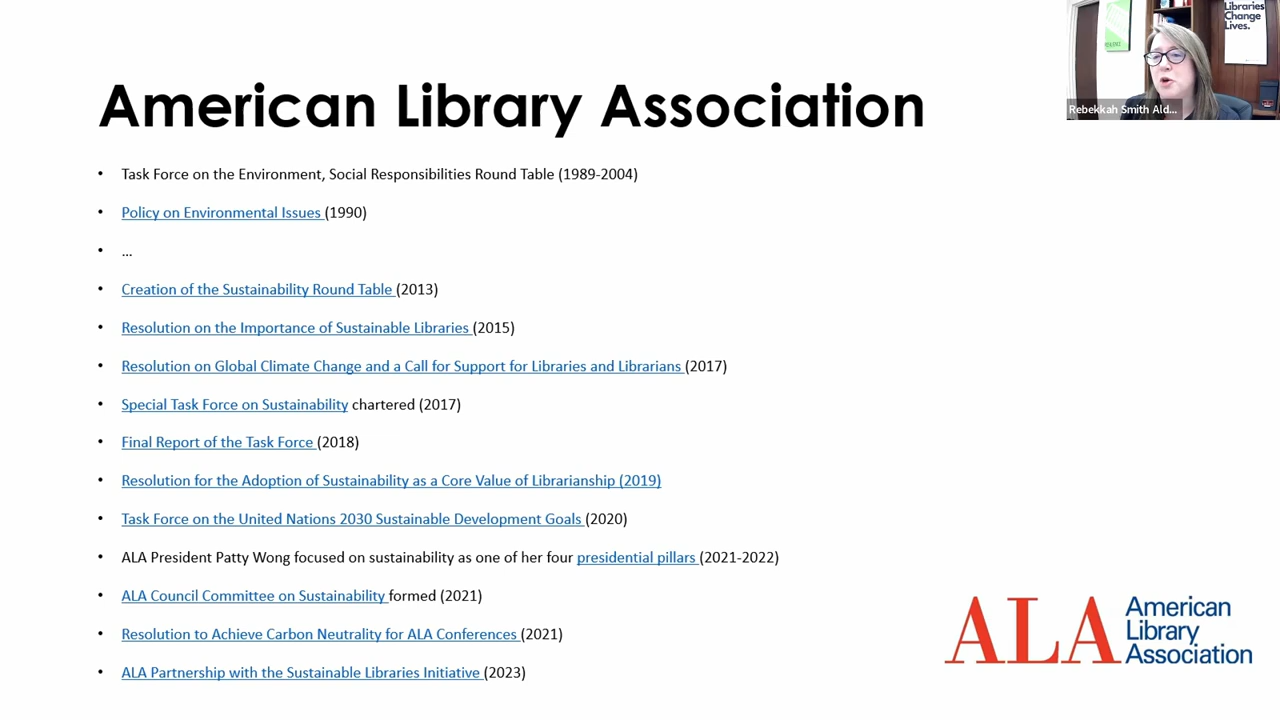 Libraries
Change
Lives.
Rebekkah Smith Ald...
American Library Association
• Task Force on the Environment, Social Responsibilities Round Table (1989-2004)
• Policy on Environmental Issues (1990)
• ...
• Creation of the Sustainability Round Table (2013)
• Resolution on the Importance of Sustainable Libraries (2015)
• Resolution on Global Climate Change and a Call for Support for Libraries and Librarians (2017)
• Special Task Force on Sustainability chartered (2017)
• Final Report of the Task Force (2018)
• Resolution for the Adoption of Sustainability as a Core Value of Librarianship (2019)
• Task Force on the United Nations 2030 Sustainable Development Goals (2020)
• ALA President Patty Wong focused on sustainability as one of her four presidential pillars (2021-2022)
• ALA Council Committee on Sustainability formed (2021)
• Resolution to Achieve Carbon Neutrality for ALA Conferences (2021)
• ALA Partnership with the Sustainable Libraries Initiative (2023)
ALA American
Library
Association